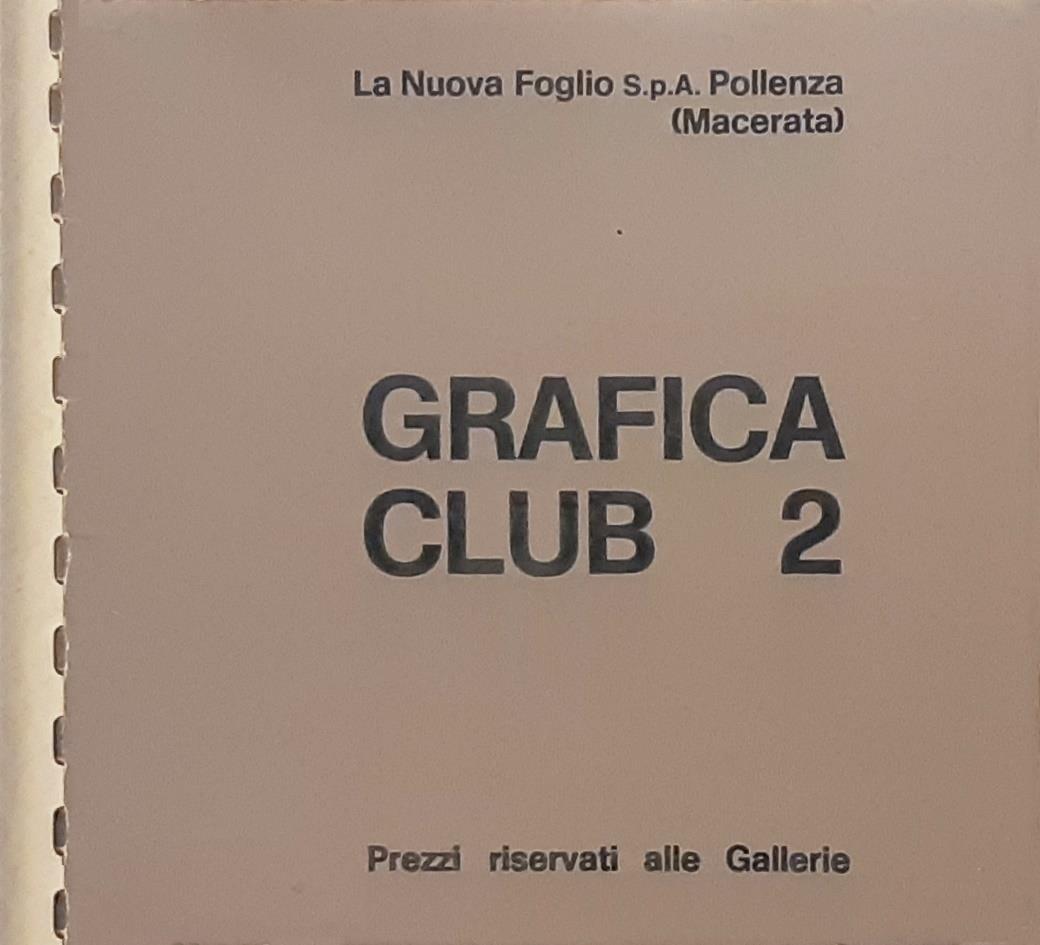 La Nuova Foglio S.p.A. Pollenza
(Macerata)
GRAFICA
CLUB 2
Prezzi riservati alle Gallerie